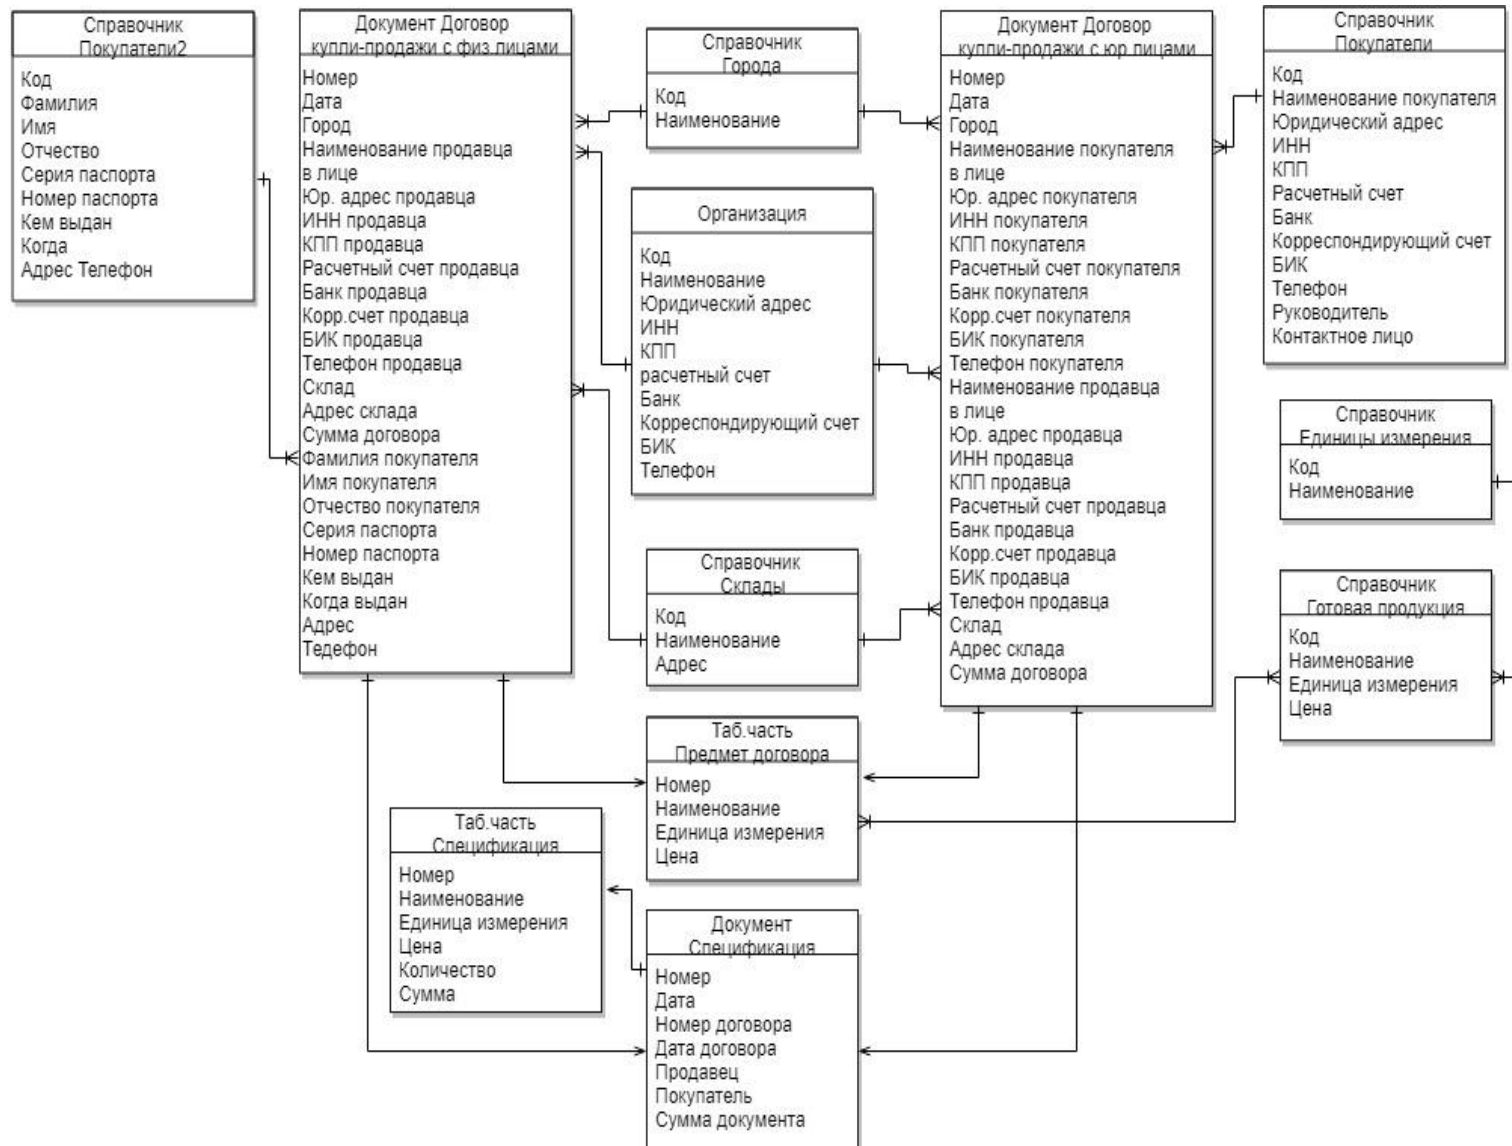 Справочник
Покупатели2
Код
Фамилия
Имя
Отчество
Серия паспорта
Номер паспорта
Кем выдан
Когда
Адрес Телефон
Документ Договор
купли-продажи с физ лицами
Номер
Дата
Город
Наименование продавца
в лице
Юр. адрес продавца
ИНН продавца
КПП продавца
Расчетный счет продавца
Банк продавца
Корр.счет продавца
БИК продавца
Телефон продавца
Склад
Адрес склада
Сумма договора
Фамилия покупателя
Имя покупателя
Отчество покупателя
Серия паспорта
Номер паспорта
Кем выдан
Когда выдан
Адрес
Тедефон
Справочник
Города
Код
Наименование
Организация
Код
Наименование
Юридический адрес
ИНН
КПП
расчетный счет
Банк
Корреспондирующий счет
БИК
Телефон
Справочник
Склады
Код
Наименование
Адрес
Таб.часть
Предмет договора
Номер
Наименование
Единица измерения
Цена
Таб.часть
Спецификация
Номер
Наименование
Единица измерения
Цена
Количество
Сумма
Документ
Спецификация
Номер
Дата
Номер договора
Дата договора
Продавец
Покупатель
Сумма документа
Документ Договор
купли-продажи с юр лицами
Номер
Дата
Город
Наименование покупателя
в лице
Юр. адрес покупателя
ИНН покупателя
КПП покупателя
Расчетный счет покупателя
Банк покупателя
Корр.счет покупателя
БИК покупателя
Телефон покупателя
Наименование продавца
в лице
Юр. адрес продавца
ИНН продавца
КПП продавца
Расчетный счет продавца
Банк продавца
Корр.счет продавца
БИК продавца
Телефон продавца
Склад
Адрес склада
Сумма договора
Справочник
Покупатели
Код
Наименование покупателя
Юридический адрес
ИНН
КПП
Расчетный счет
Банк
Корреспондирующий счет
БИК
Телефон
Руководитель
Контактное лицо
Справочник
Единицы измерения
Код
Наименование
Справочник
Готовая продукция
Код
Наименование
Единица измерения
Цена